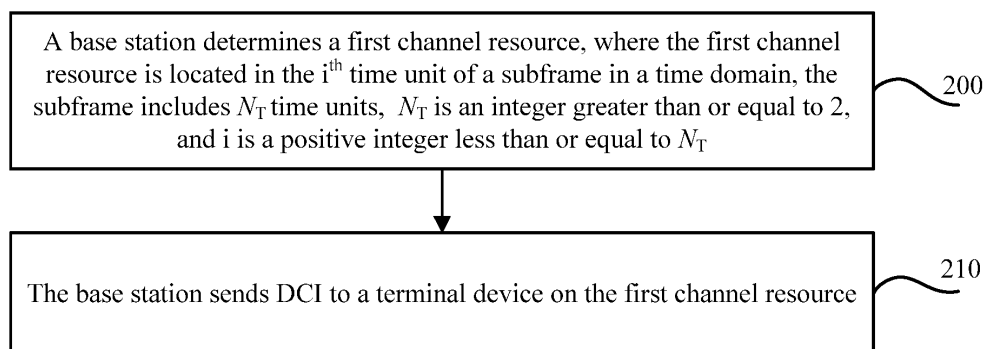 A base station determines a first channel resource, where the first channel
resource is located in the ith time unit of a subframe in a time domain, the
subframe includes NT time units, NT is an integer greater than or equal to 2,
and i is a positive integer less than or equal to NT
200
The base station sends DCI to a terminal device on the first channel resource
210